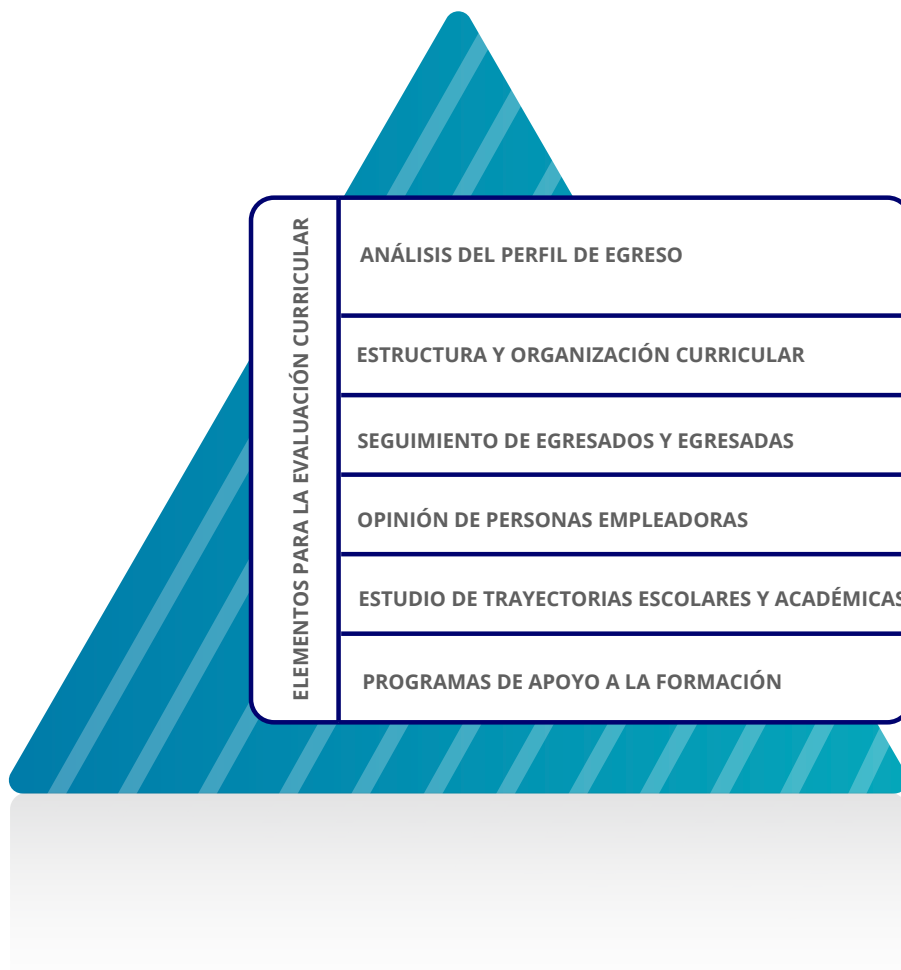 ELEMENTOS PARA LA EVALUACIÓN CURRICULAR
ANÁLISIS DEL PERFIL DE EGRESO
ESTRUCTURA Y ORGANIZACIÓN CURRICULAR
SEGUIMIENTO DE EGRESADOS Y EGRESADAS
OPINIÓN DE PERSONAS EMPLEADORAS
ESTUDIO DE TRAYECTORIAS ESCOLARES Y ACADÉMICAS
PROGRAMAS DE APOYO A LA FORMACIÓN